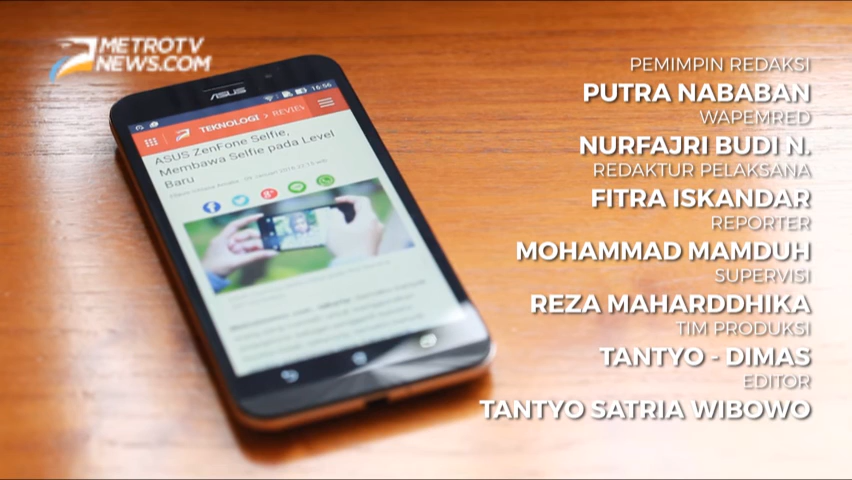 METROTV
NEWS.COM
ASUS
16:56
TEKNOLOGI > REVIEW
ASUS ZenFone Selfie,
Membawa Selfie pada Level
Baru
PEMIMPIN REDAKSI
PUTRA NABABAN
WAPEMRED
NURFAJRI BUDI N.
REDAKTUR PELAKSANA
FITRA ISKANDAR
REPORTER
MOHAMMAD MAMDUH
SUPERVISI
REZA MAHARDDHIKA
TIM PRODUKSI
TANTYO - DIMAS
EDITOR
TANTYO SATRIA WIBOWO